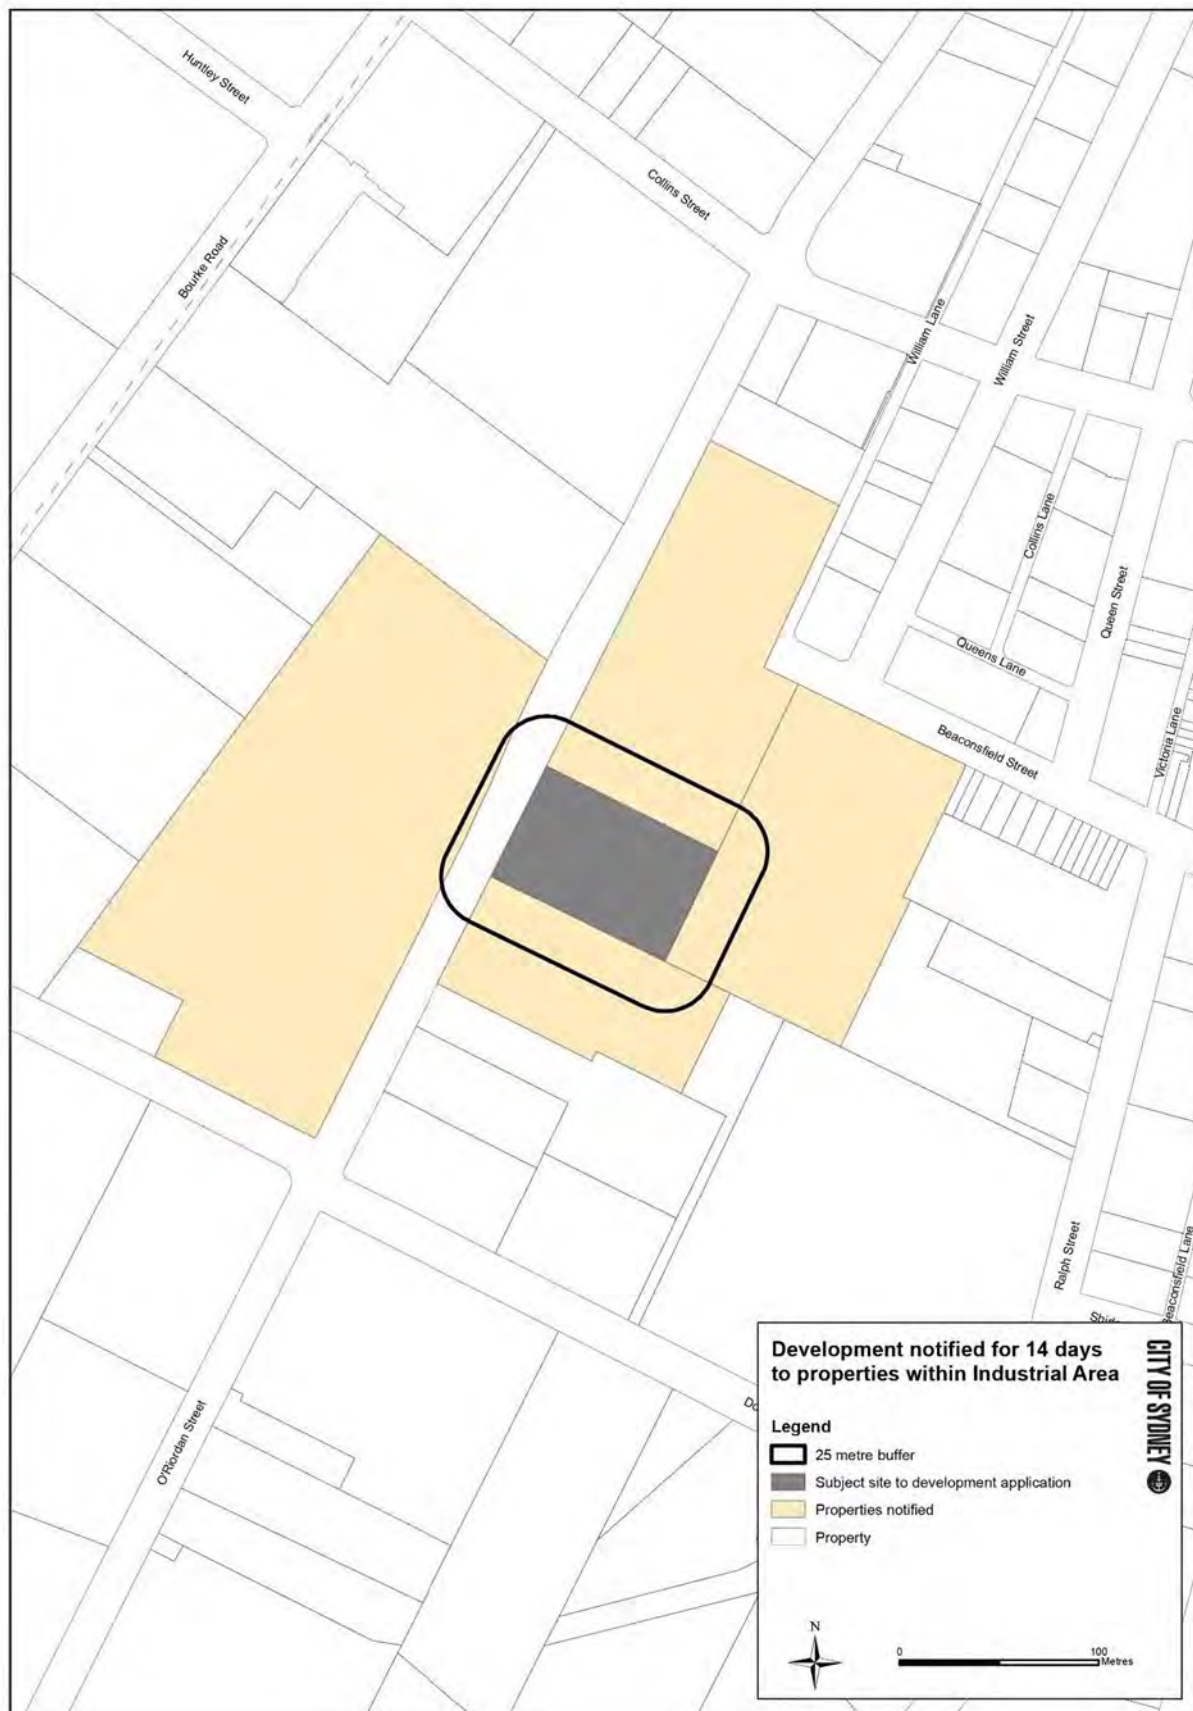 Huntley Street
Collins Street
Bourke Road
William Lane
William Street
Collins Lane
Queen Street
Queens Lane
Victoria Lane
Beaconsfield Street
Ralph Street
Beaconsfield Lane
O'Riordan Street
Development notified for 14 days
to properties within Industrial Area
CITY OF SYDNEY
Legend
25 metre buffer
Subject site to development application
Properties notified
Property
N
0 100
Metres